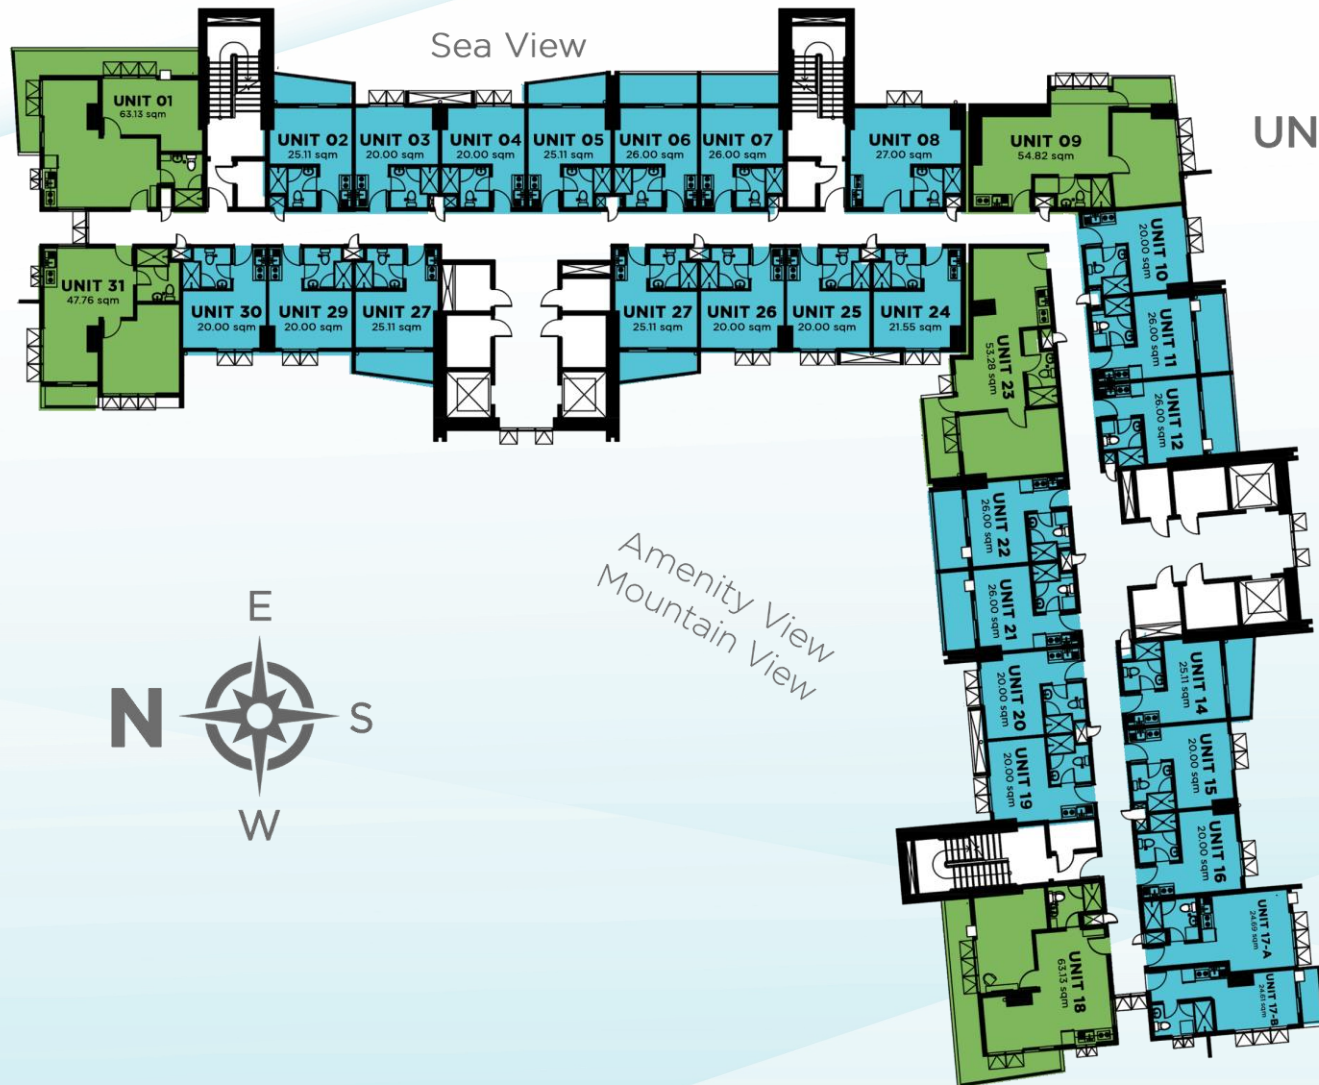 Sea View
UN
UNIT 01
63.13 sqm
UNIT 02
25.11 sqm
UNIT 03
20.00 sqm
UNIT 04
20.00 sqm
UNIT 05
25.11 sqm
UNIT 06
26.00 sqm
UNIT 07
26.00 sqm
UNIT 08
27.00 sqm
UNIT 09
54.82 sqm
UNIT 10
20.00 sqm
UNIT 11
26.00 sqm
UNIT 12
26.00 sqm
UNIT 31
47.76 sqm
UNIT 30
20.00 sqm
UNIT 29
20.00 sqm
UNIT 27
25.11 sqm
UNIT 27
25.11 sqm
UNIT 26
20.00 sqm
UNIT 25
20.00 sqm
UNIT 24
21.55 sqm
UNIT 23
53.28 sqm
UNIT 22
26.00 sqm
UNIT 21
26.00 sqm
UNIT 20
20.00 sqm
UNIT 19
20.00 sqm
UNIT 14
25.11 sqm
UNIT 15
20.00 sqm
UNIT 16
20.00 sqm
UNIT 17-A
24.69 sqm
UNIT 17-B
24.61 sqm
UNIT 18
63.13 sqm
Amenity View
Mountain View
E
N
S
W